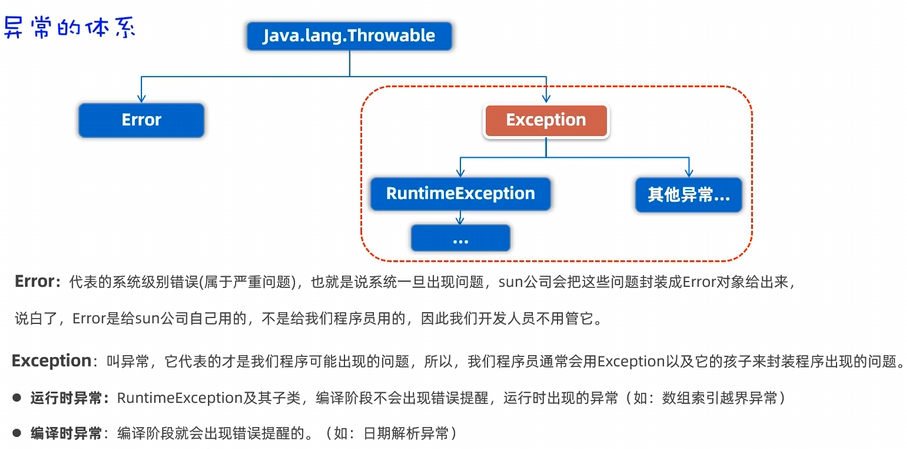 异常的体系
Java.lang.Throwable
Error
Exception
RuntimeException
其他异常...
...
Error：代表的系统级别错误(属于严重问题)，也就是说系统一旦出现问题，sun公司会把这些问题封装成Error对象给出来，
说白了，Error是给sun公司自己用的，不是给我们程序员用的，因此我们开发人员不用管它。
Exception：叫异常，它代表的才是我们程序可能出现的问题，所以，我们程序员通常会用Exception以及它的孩子来封装程序出现的问题。
● 运行时异常：RuntimeException及其子类，编译阶段不会出现错误提醒，运行时出现的异常（如：数组索引越界异常）
● 编译时异常：编译阶段就会出现错误提醒的。（如：日期解析异常）